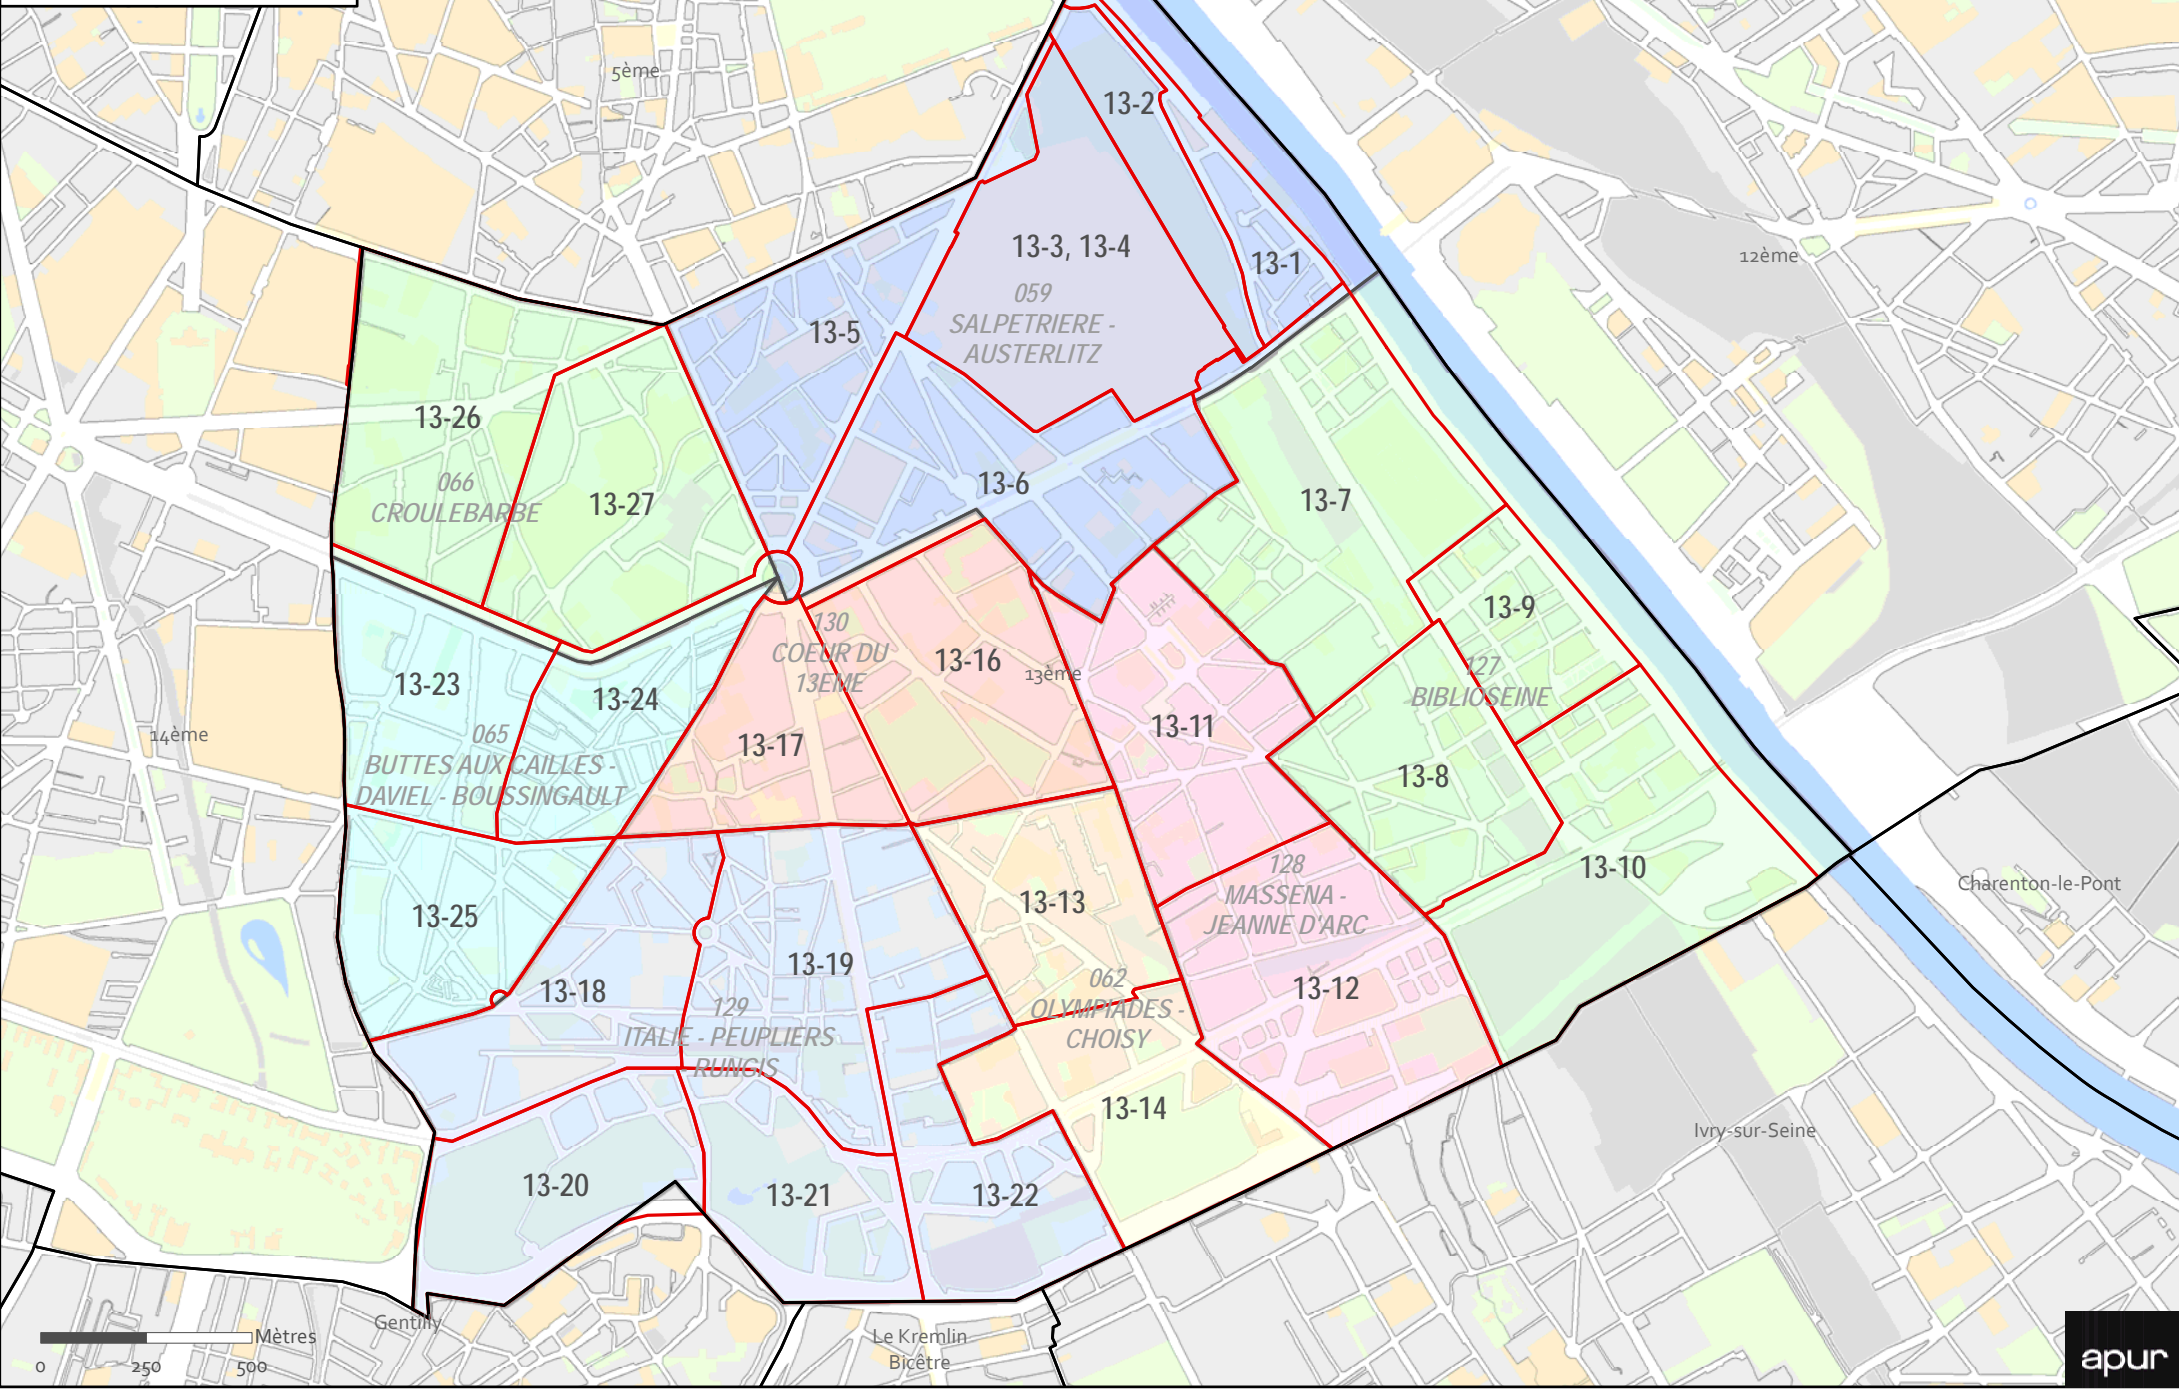 5ème
13-2
13-3, 13-4
12ème
13-1
059
SALPETRIERE -
AUSTERLITZ
13-5
13-26
066
CROULEBARBE
13-27
13-6
13-7
13-9
130
COEUR DU
13EME
13-16
13ème
127
BIBLIOSEINE
13-23
13-24
14ème
065
BUTTES AUX CAILLES -
DAVIEL - BOUSSINGAULT
13-17
13-11
13-8
13-10
128
MASSENA -
JEANNE D'ARC
Charenton-le-Pont
13-13
13-25
13-19
13-18
13-12
062
OLYMPIADES -
CHOISY
129
ITALIE - PEUPLIERS
RUNGIS
13-14
Ivry-sur-Seine
13-20
13-21
13-22
Gentilly
Mètres
0
250
500
Le Kremlin
Bicêtre
apur